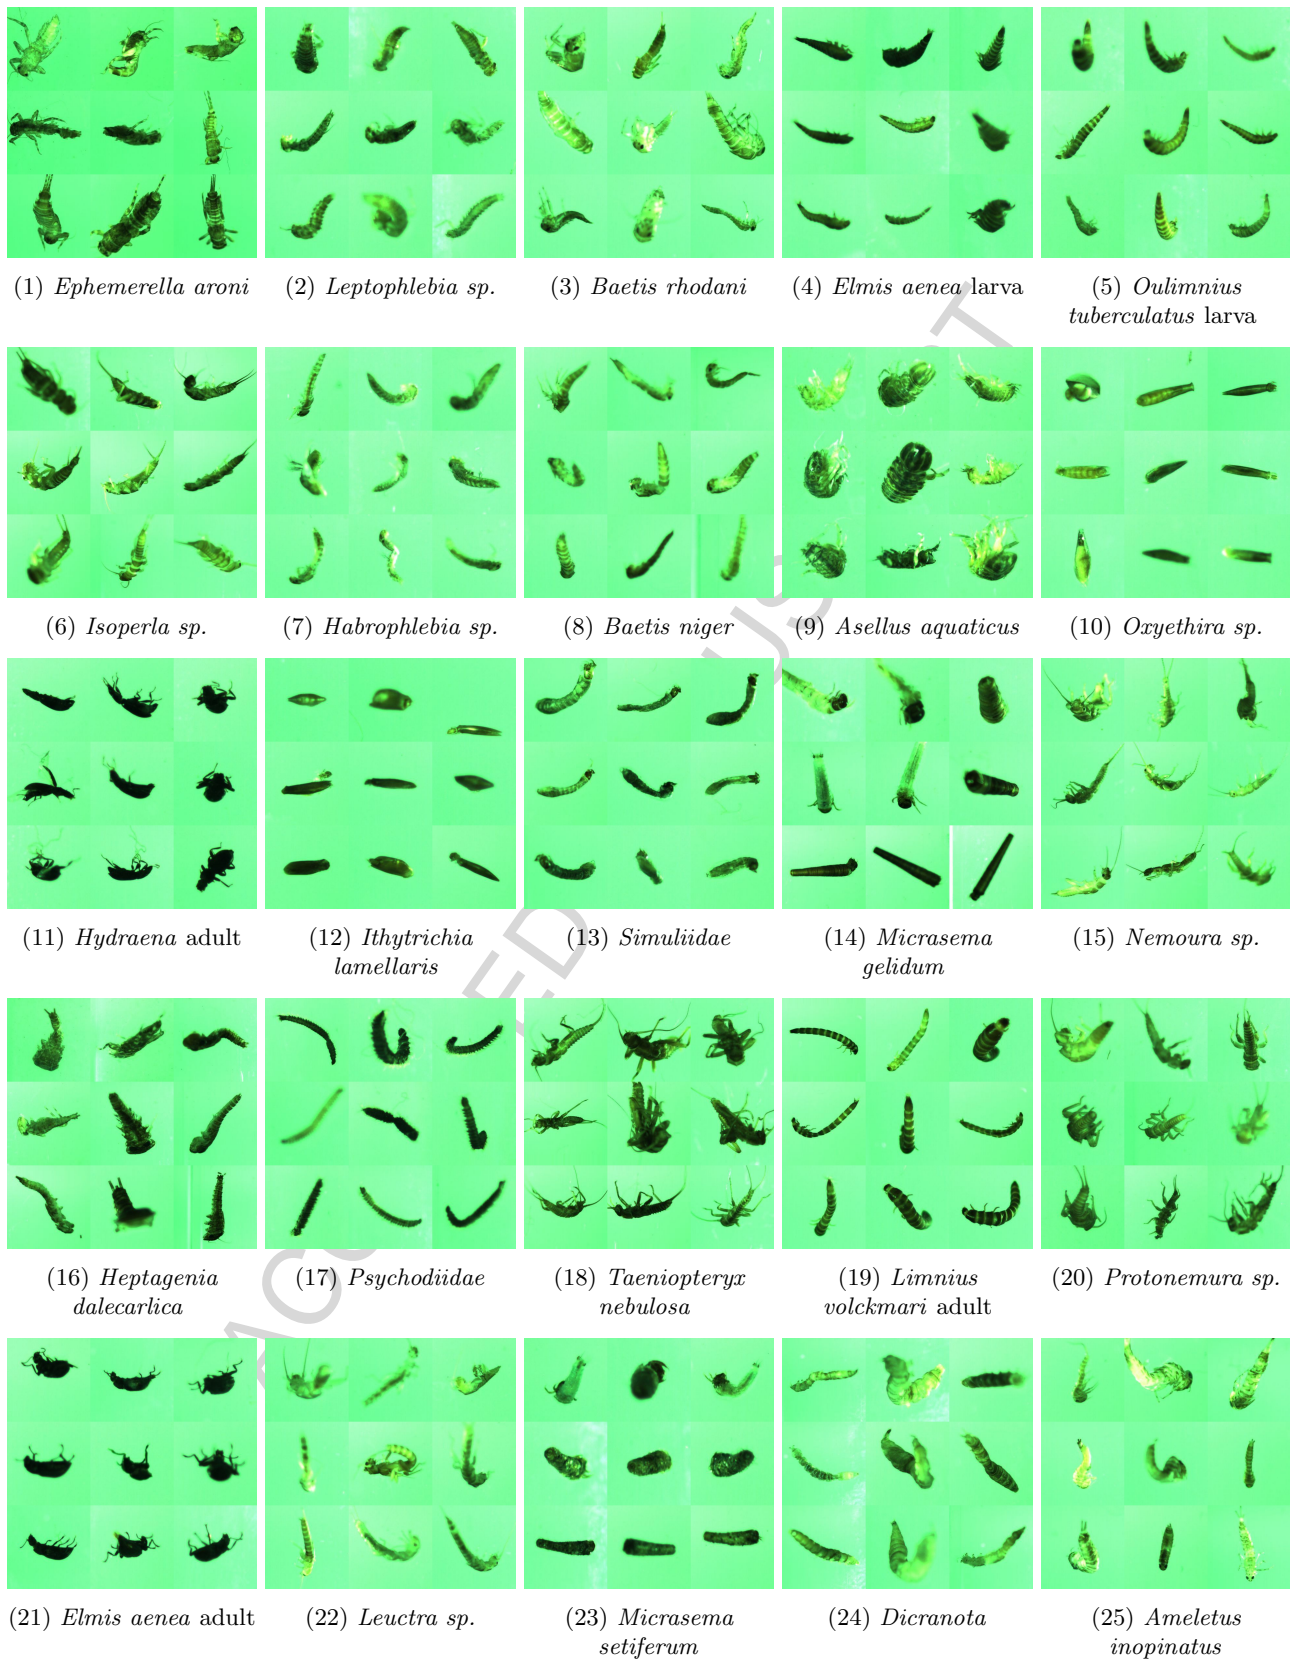 (1) Ephemerella aroni
(2) Leptophlebia sp.
(3) Baetis rhodani
(4) Elmis aenea larva
(5) Oulimnius
tuberculatus larva
(6) Isoperla sp.
(7) Habrophlebia sp.
(8) Baetis niger
(9) Asellus aquaticus
(10) Oxyethira sp.
(11) Hydraena adult
(12) Ithytrichia
lamellaris
(13) Simuliidae
(14) Micrasema
gelidum
(15) Nemoura sp.
(16) Heptagenia
dalecarlica
(17) Psychodiidae
(18) Taeniopteryx
nebulosa
(19) Limnius
volckmari adult
(20) Protonemura sp.
(21) Elmis aenea adult
(22) Leuctra sp.
(23) Micrasema
setiferum
(24) Dicranota
(25) Ameletus
inopinatus